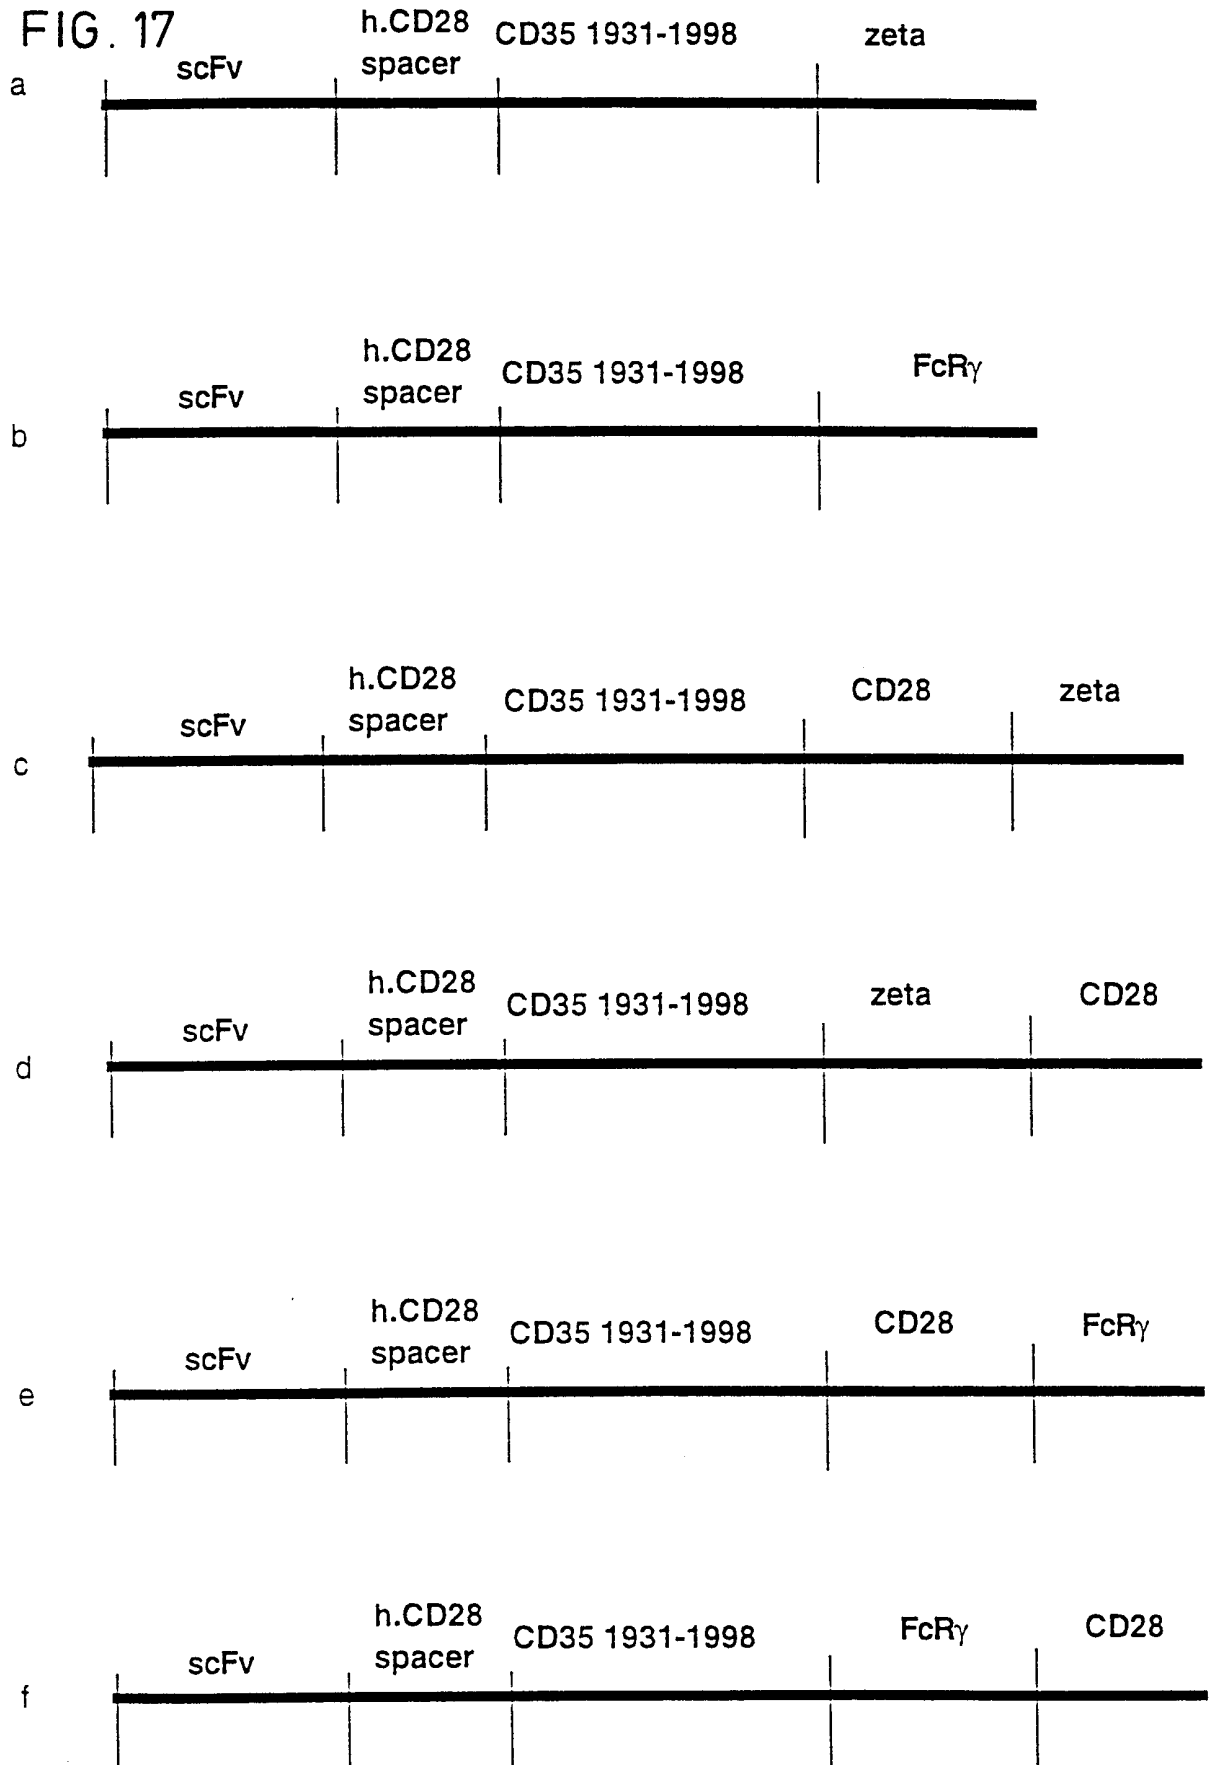 FIG. 17
a
scFv
h.CD28
spacer
CD35 1931-1998
zeta
b
scFv
h.CD28
spacer
CD35 1931-1998
FcRγ
c
scFv
h.CD28
spacer
CD35 1931-1998
CD28
zeta
d
scFv
h.CD28
spacer
CD35 1931-1998
zeta
CD28
e
scFv
h.CD28
spacer
CD35 1931-1998
CD28
FcRγ
f
scFv
h.CD28
spacer
CD35 1931-1998
FcRγ
CD28